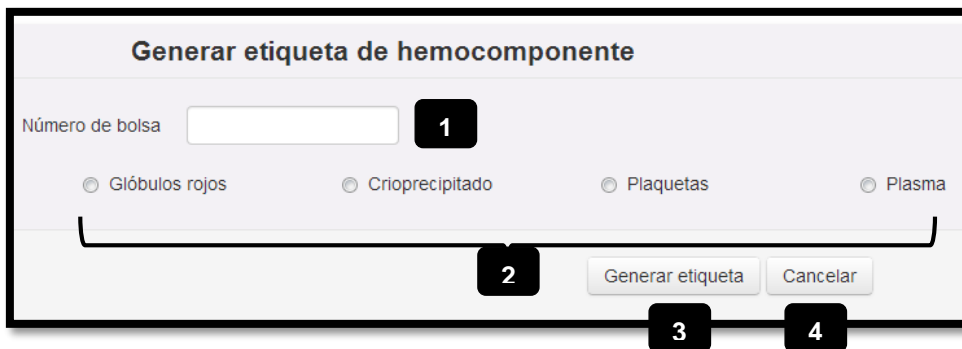 Generar etiqueta de hemocomponente
Número de bolsa 1
Glóbulos rojos Crioprecipitado Plaquetas Plasma
2
Generar etiqueta Cancelar
3 4